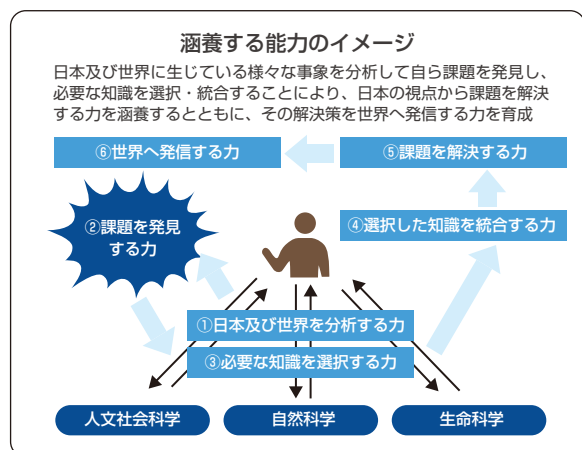 涵養する能力のイメージ
日本及び世界に生じている様々な事象を分析して自ら課題を発見し、
必要な知識を選択・統合することにより、日本の視点から課題を解決
する力を涵養するとともに、その解決策を世界へ発信する力を育成
⑥世界へ発信する力
⑤課題を解決する力
②課題を発見
する力
④選択した知識を統合する力
①日本及び世界を分析する力
③必要な知識を選択する力
人文社会科学
自然科学
生命科学